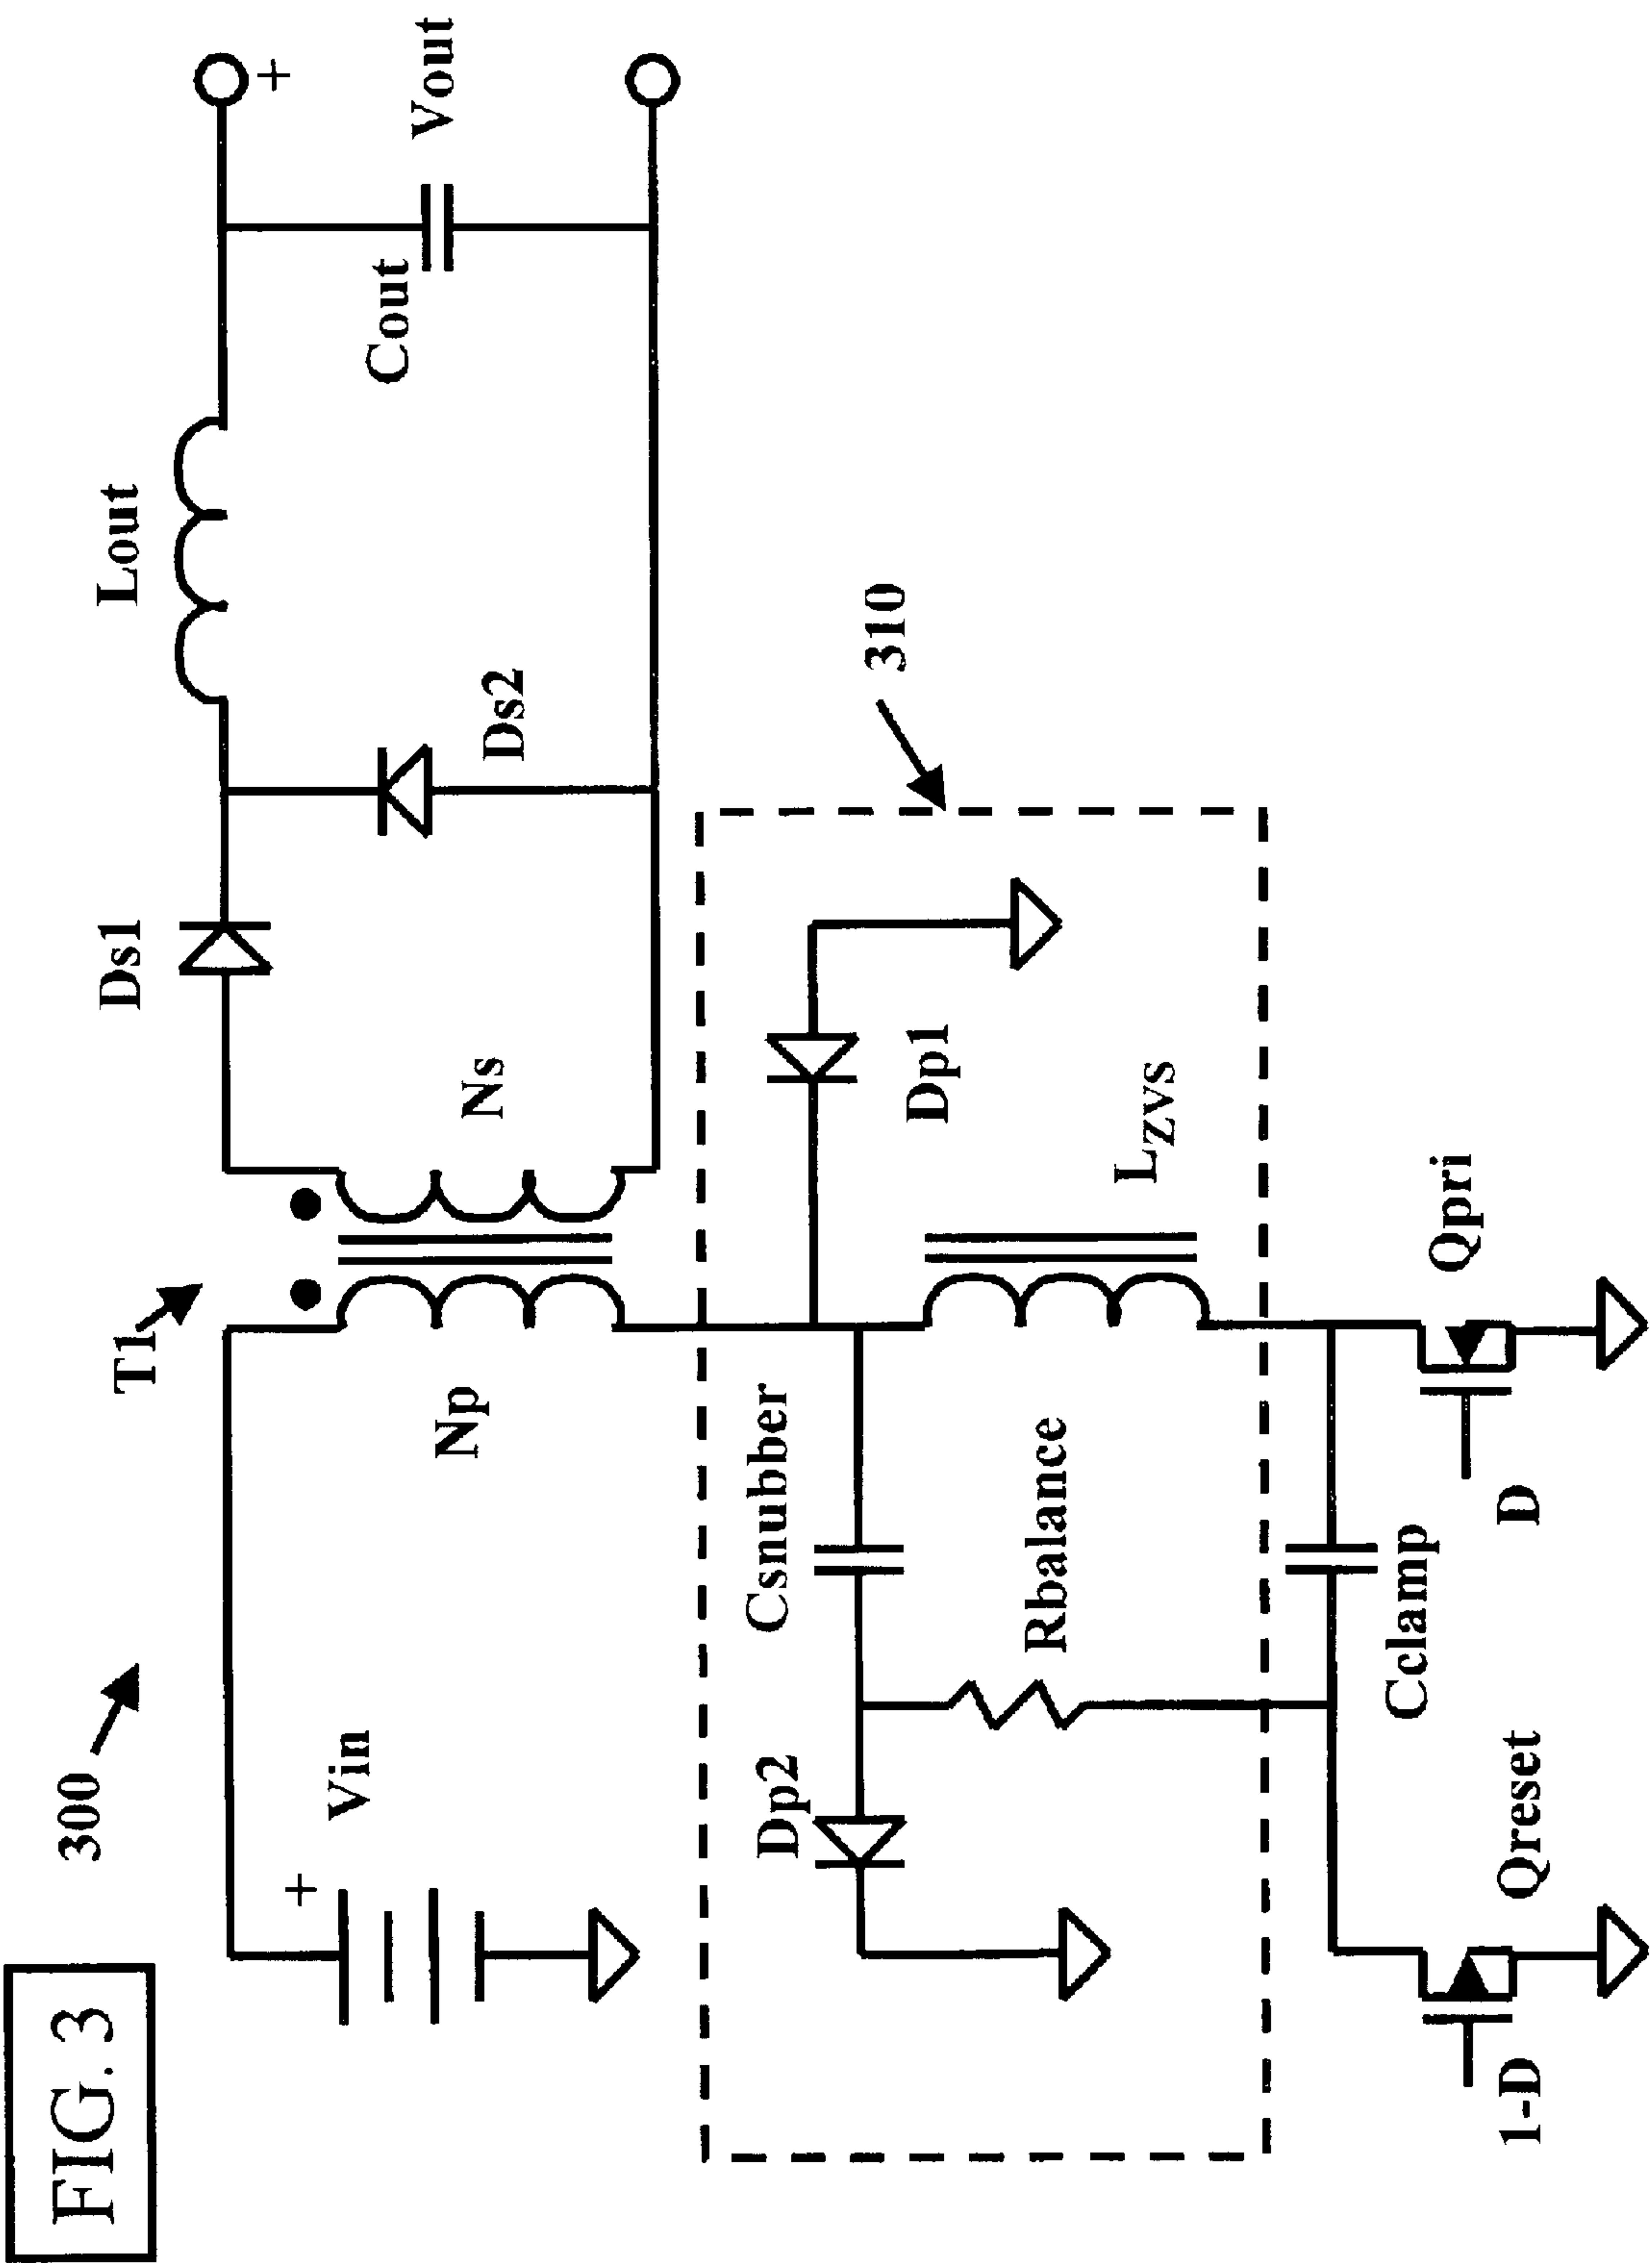 FIG. 3
300
T1
Vin
+
Np
Ns
Ds1
Ds2
Lout
Cout
Vout
+
310
Dp2
Csnubber
Dp1
Rbalance
LZVS
Cclamp
Qreset
1-D
Qpri
D